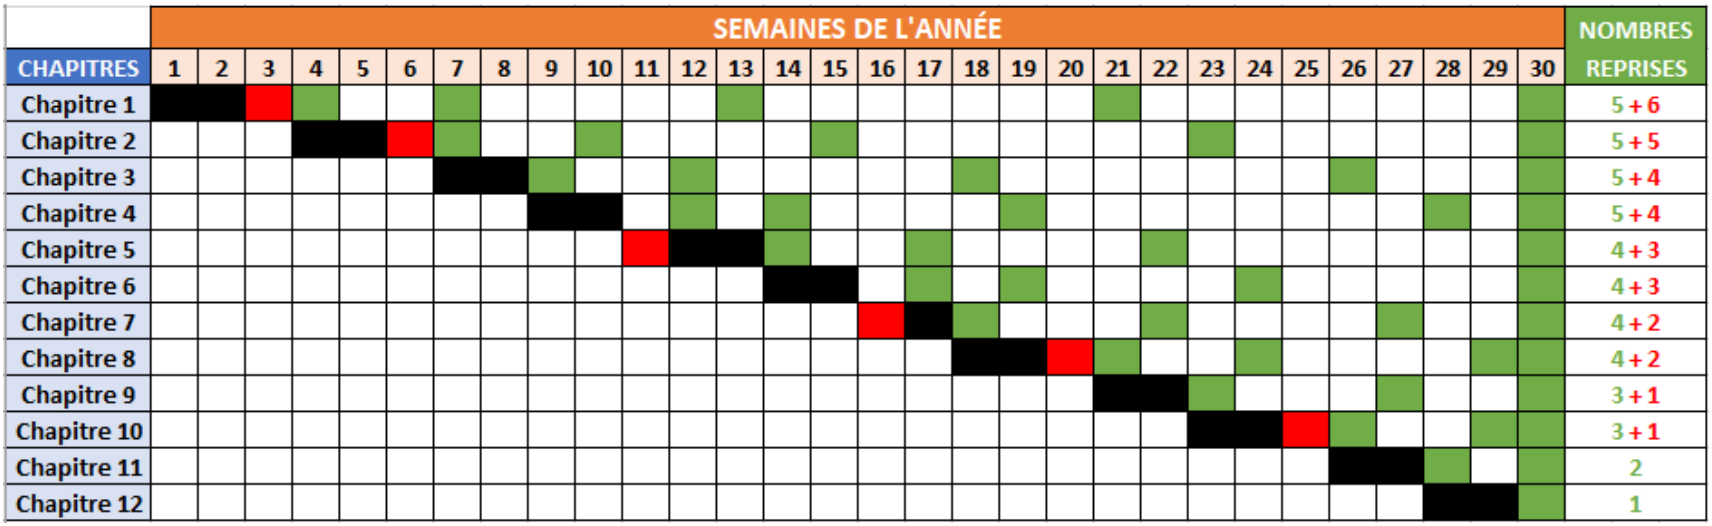 SEMAINES DE L'ANNÉE NOMBRES
CHAPITRES 1 2 3 4 5 6 7 8 9 10 11 12 13 14 15 16 17 18 19 20 21 22 23 24 25 26 27 28 29 30 REPRISES
Chapitre 1 5 + 6
Chapitre 2 5 + 5
Chapitre 3 5 + 4
Chapitre 4 5 + 4
Chapitre 5 4 + 3
Chapitre 6 4 + 3
Chapitre 7 4 + 2
Chapitre 8 4 + 2
Chapitre 9 3 + 1
Chapitre 10 3 + 1
Chapitre 11 2
Chapitre 12 1